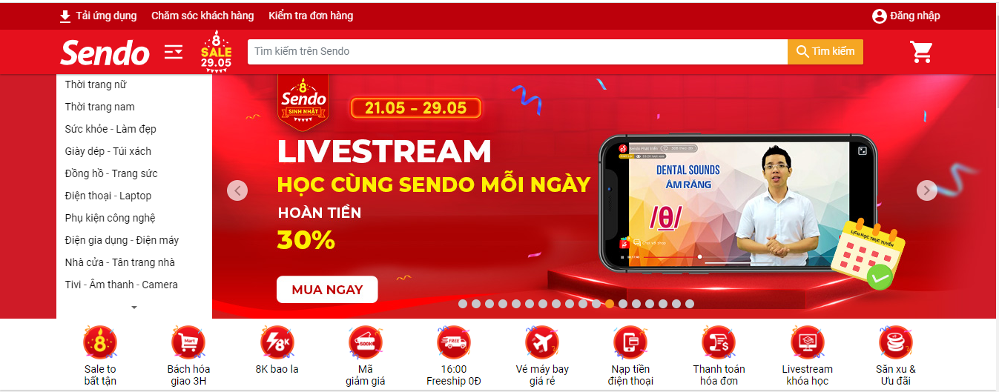 Tải ứng dụng
Chăm sóc khách hàng
Kiểm tra đơn hàng
Đăng nhập
Sendo
8
SALE
29.05
Tìm kiếm trên Sendo
Tìm kiếm
Thời trang nữ
Thời trang nam
Sức khỏe - Làm đẹp
Giày dép - Túi xách
Đồng hồ - Trang sức
Điện thoại - Laptop
Phụ kiện công nghệ
Điện gia dụng - Điện máy
Nhà cửa - Tân trang nhà
Tivi - Âm thanh - Camera
8
Sendo
SINH NHẬT
21.05 - 29.05
LIVESTREAM
HỌC CÙNG SENDO MỖI NGÀY
HOÀN TIỀN
30%
MUA NGAY
DENTAL SOUNDS
ÂM RĂNG
/θ/
LỊCH HỌC TRỰC TUYẾN
8
Sale to
bất tận
Mart
Bách hóa
giao 3H
8K
8K bao la
500K
Mã
giảm giá
FREE
16:00
Freeship 0Đ
Vé máy bay
giá rẻ
Nạp tiền
điện thoại
Thanh toán
hóa đơn
Livestream
khóa học
Săn xu &
Ưu đãi